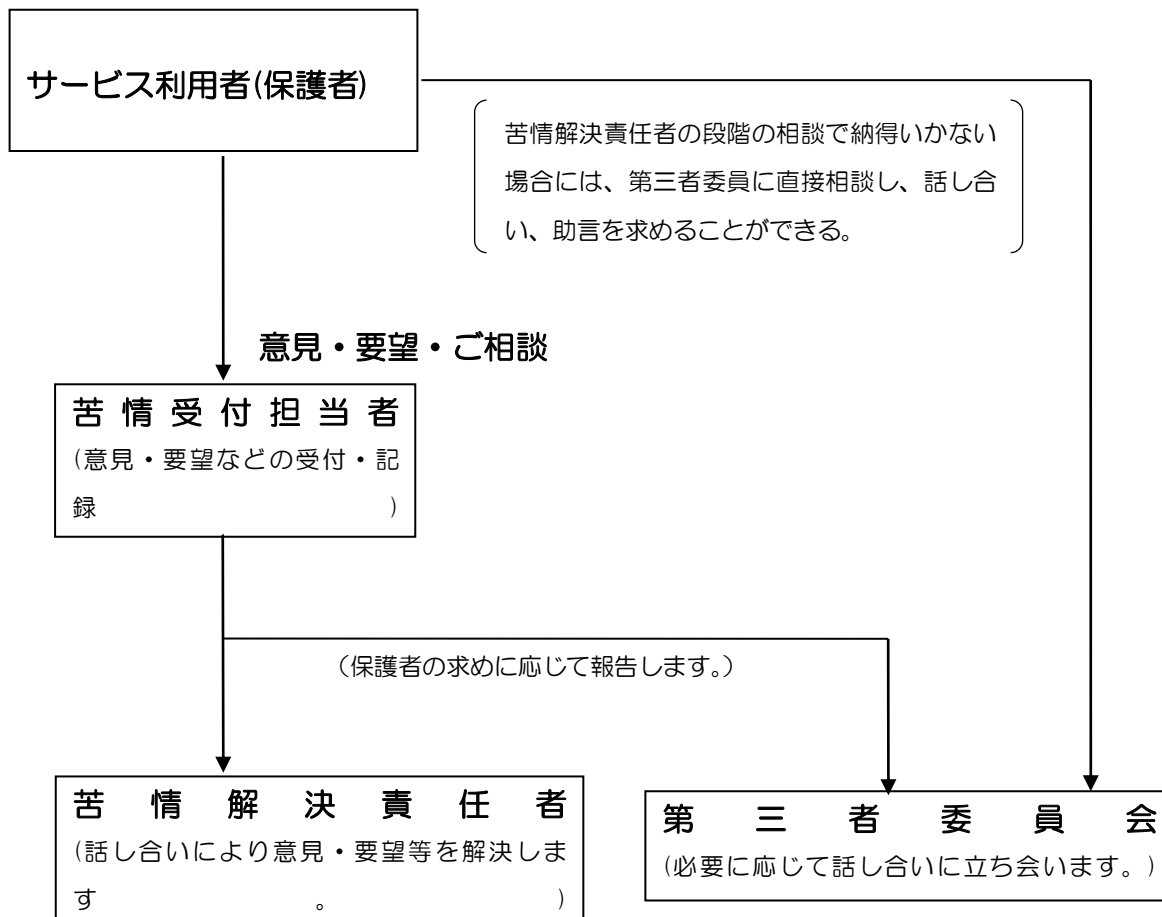 サービス利用者(保護者)
苦情解決責任者の段階の相談で納得いかない
場合には、第三者委員に直接相談し、話し合
い、助言を求めることができる。
意見・要望・ご相談
苦情受付担当者
(意見・要望などの受付・記
録)
（保護者の求めに応じて報告します。）
苦情解決責任者
(話し合いにより意見・要望等を解決しま
す。)
第三者委員会
(必要に応じて話し合いに立ち会います。)